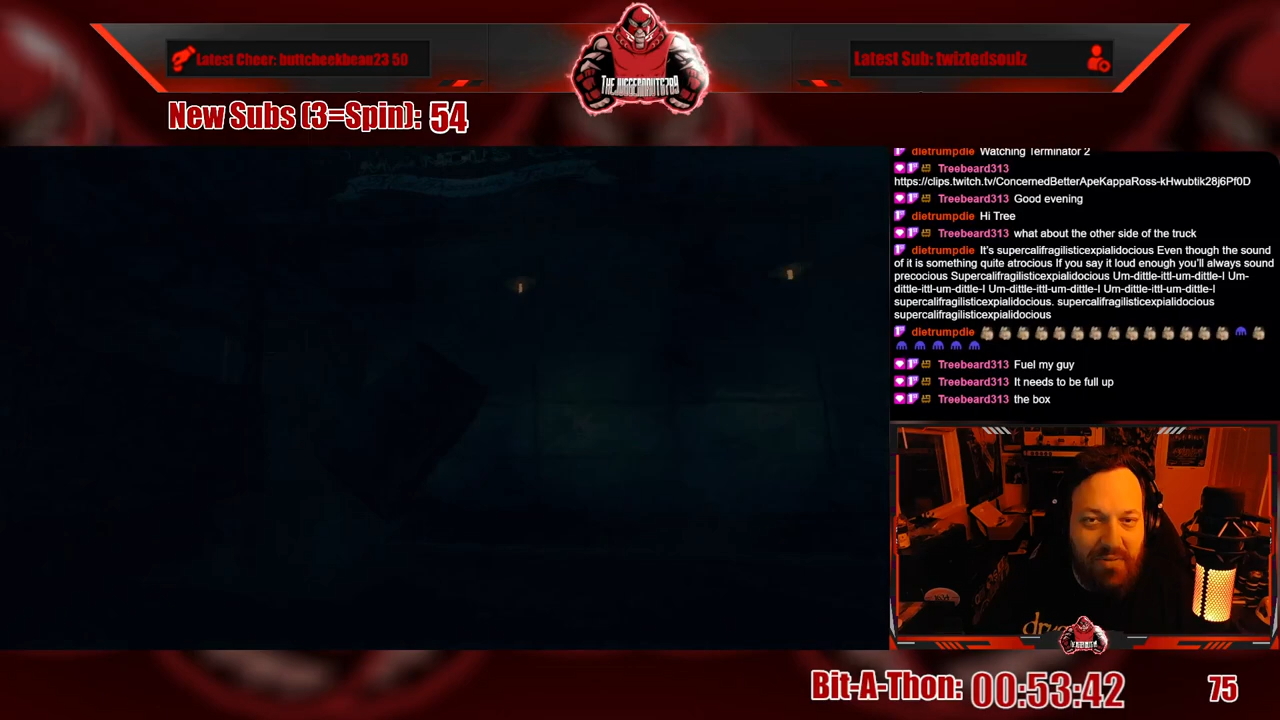 Latest Cheer: buttcheekbean23 50
THEJUGGERNAUT6789
Latest Sub: twiztedsoulz
New Subs (3=Spin): 54
dietrumpdie Watching Terminator 2
Treebeard313
https://clips.twitch.tv/ConcernedBetterApeKappaRoss-kHwubtik28j6Pf0D
Treebeard313 Good evening
dietrumpdie Hi Tree
Treebeard313 what about the other side of the truck
dietrumpdie It's supercalifragilisticexpialidocious Even though the sound
of it is something quite atrocious If you say it loud enough you'll always sound
precocious Supercalifragilisticexpialidocious Um-dittle-ittl-um-dittle-I Um-
dittle-ittl-um-dittle-I Um-dittle-ittl-um-dittle-I Um-dittle-ittl-um-dittle-I
supercalifragilisticexpialidocious. supercalifragilisticexpialidocious
supercalifragilisticexpialidocious
dietrumpdie
Treebeard313 Fuel my guy
Treebeard313 It needs to be full up
Treebeard313 the box
Bit-A-Thon: 00:53:42
75